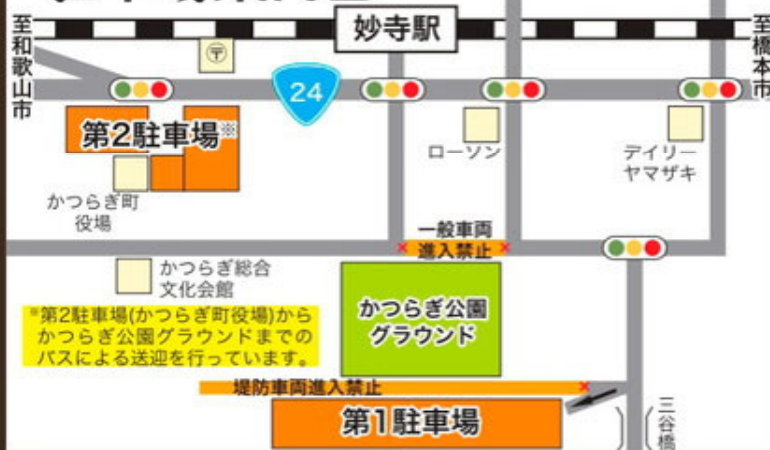 妙寺駅
至和歌山市
至橋本市
〒
24
第2駐車場※
ローソン
デイリー
ヤマザキ
かつらぎ町
役場
一般車両
進入禁止
かつらぎ総合
文化会館
かつらぎ公園
グラウンド
※第2駐車場(かつらぎ町役場)から
かつらぎ公園グラウンドまでの
バスによる送迎を行っています。
堤防車両進入禁止
第1駐車場
三谷橋